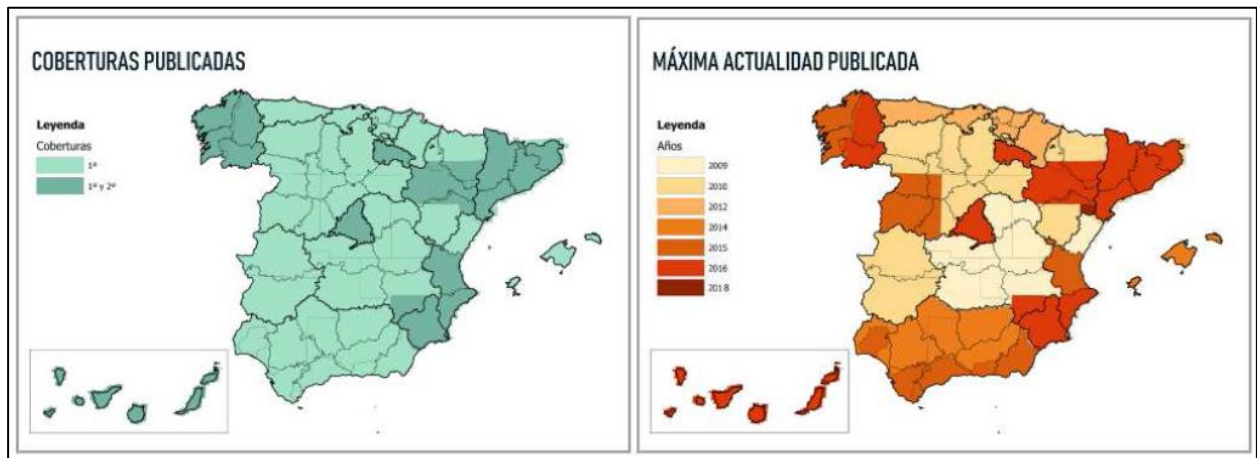 COBERTURAS PUBLICADAS
Leyenda
Coberturas
1ª
1ª y 2ª
MÁXIMA ACTUALIDAD PUBLICADA
Leyenda
Años
2009
2010
2012
2014
2015
2016
2018